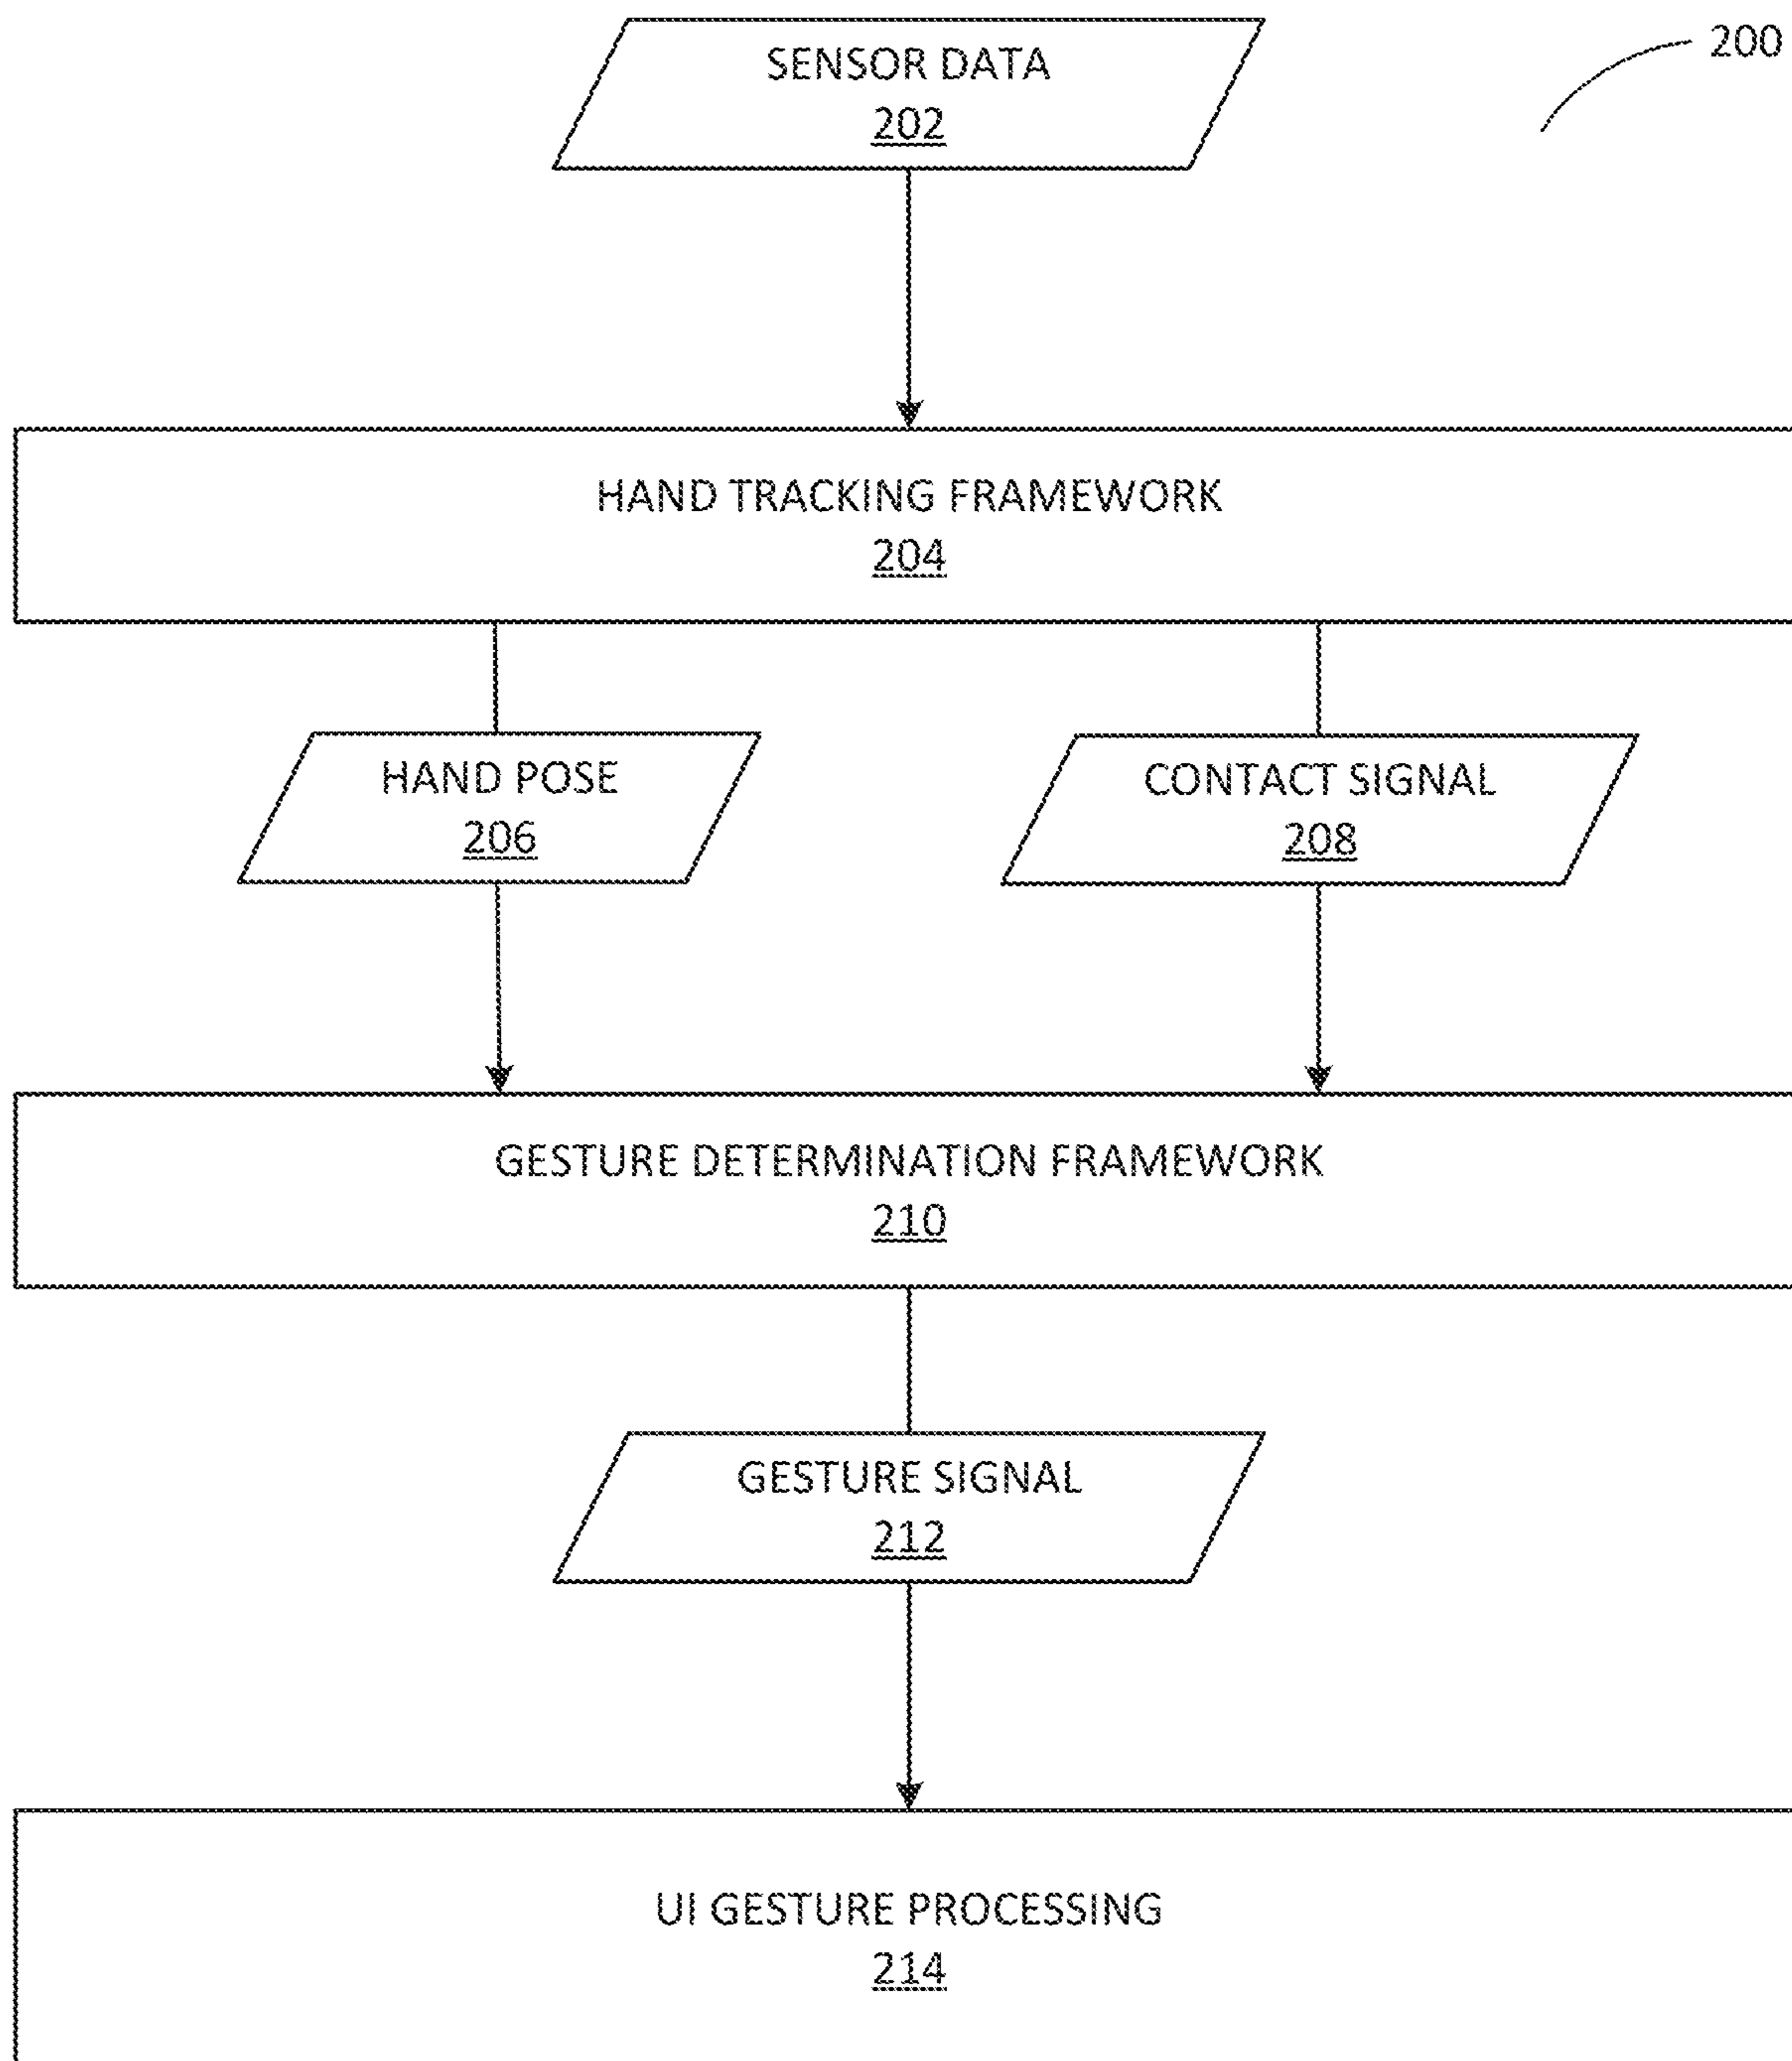 200
SENSOR DATA
202
HAND TRACKING FRAMEWORK
204
HAND POSE
206
CONTACT SIGNAL
208
GESTURE DETERMINATION FRAMEWORK
210
GESTURE SIGNAL
212
UI GESTURE PROCESSING
214